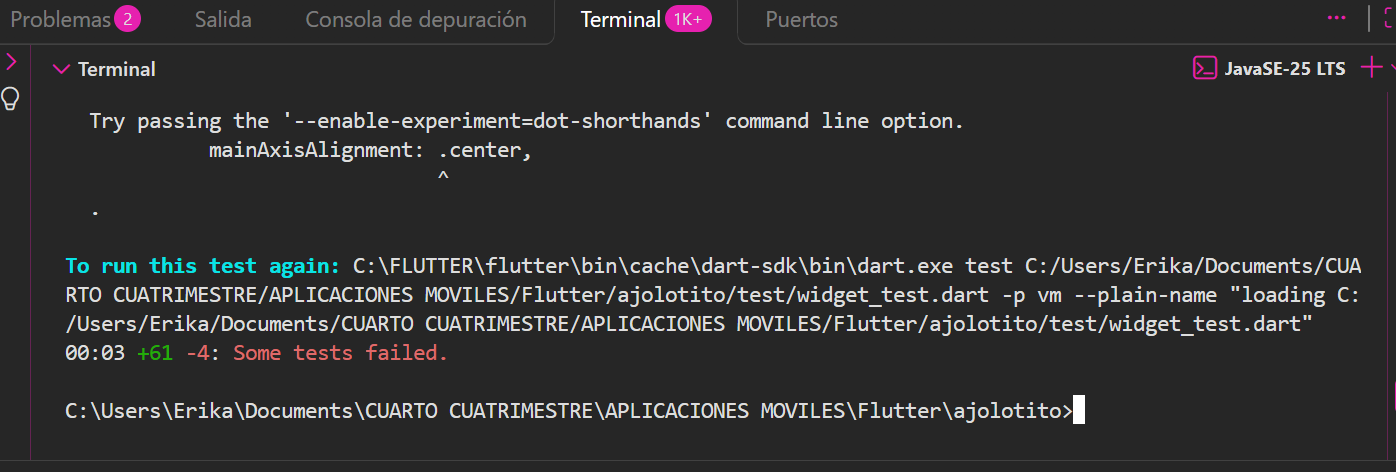 Problemas 2 Salida Consola de depuración Terminal 1K+ Puertos
Terminal JavaSE-25 LTS
Try passing the '--enable-experiment=dot-shorthands' command line option.
mainAxisAlignment: .center,
^
.
To run this test again: C:\FLUTTER\flutter\bin\cache\dart-sdk\bin\dart.exe test C:/Users/Erika/Documents/CUA
RTO CUATRIMESTRE/APLICACIONES MOVILES/Flutter/ajolotito/test/widget_test.dart -p vm --plain-name "loading C:
/Users/Erika/Documents/CUARTO CUATRIMESTRE/APLICACIONES MOVILES/Flutter/ajolotito/test/widget_test.dart"
00:03 +61 -4: Some tests failed.
C:\Users\Erika\Documents\CUARTO CUATRIMESTRE\APLICACIONES MOVILES\Flutter\ajolotito>